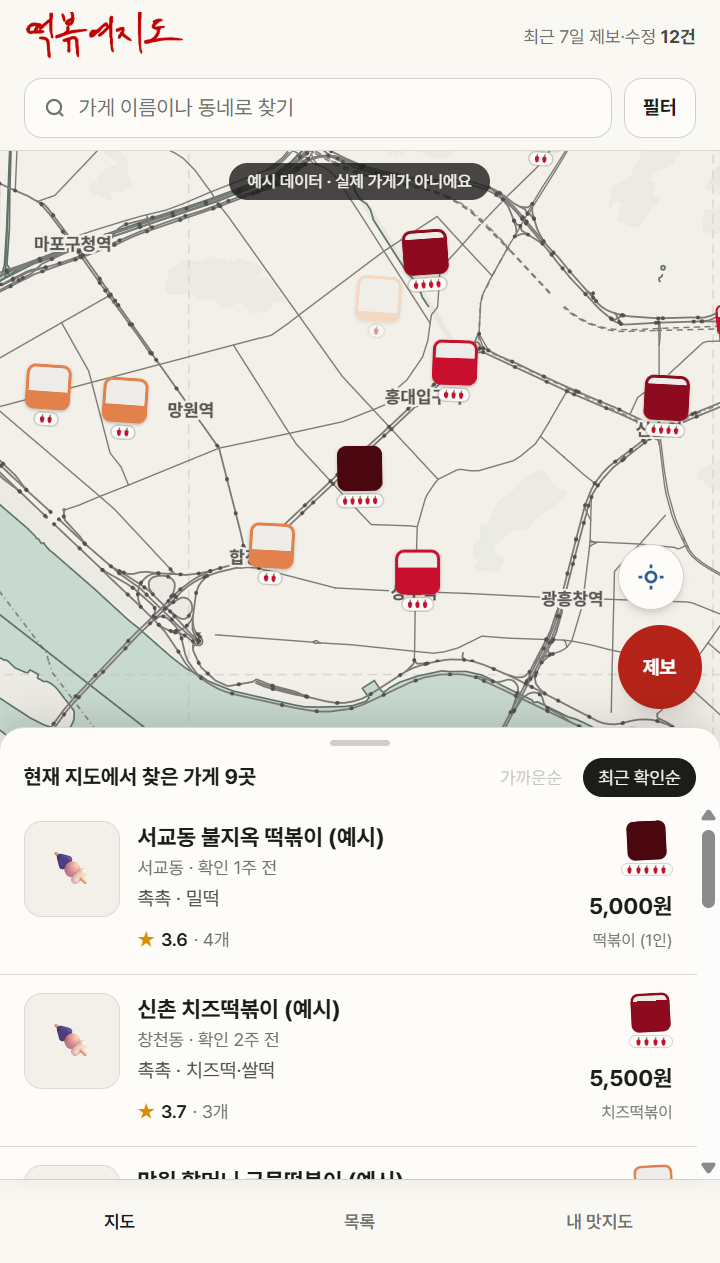 떡볶여지도
최근 7일 제보·수정 12건
가게 이름이나 동네로 찾기
필터
예시 데이터 · 실제 가게가 아니에요
마포구청역
망원역
홍대입구
광흥창역
제보
현재 지도에서 찾은 가게 9곳
가까운순
최근 확인순
서교동 불지옥 떡볶이 (예시)
서교동 · 확인 1주 전
촉촉 · 밀떡
★ 3.6 · 4개
5,000원
떡볶이 (1인)
신촌 치즈떡볶이 (예시)
창천동 · 확인 2주 전
촉촉 · 치즈떡·쌀떡
★ 3.7 · 3개
5,500원
치즈떡볶이
지도
목록
내 맛지도